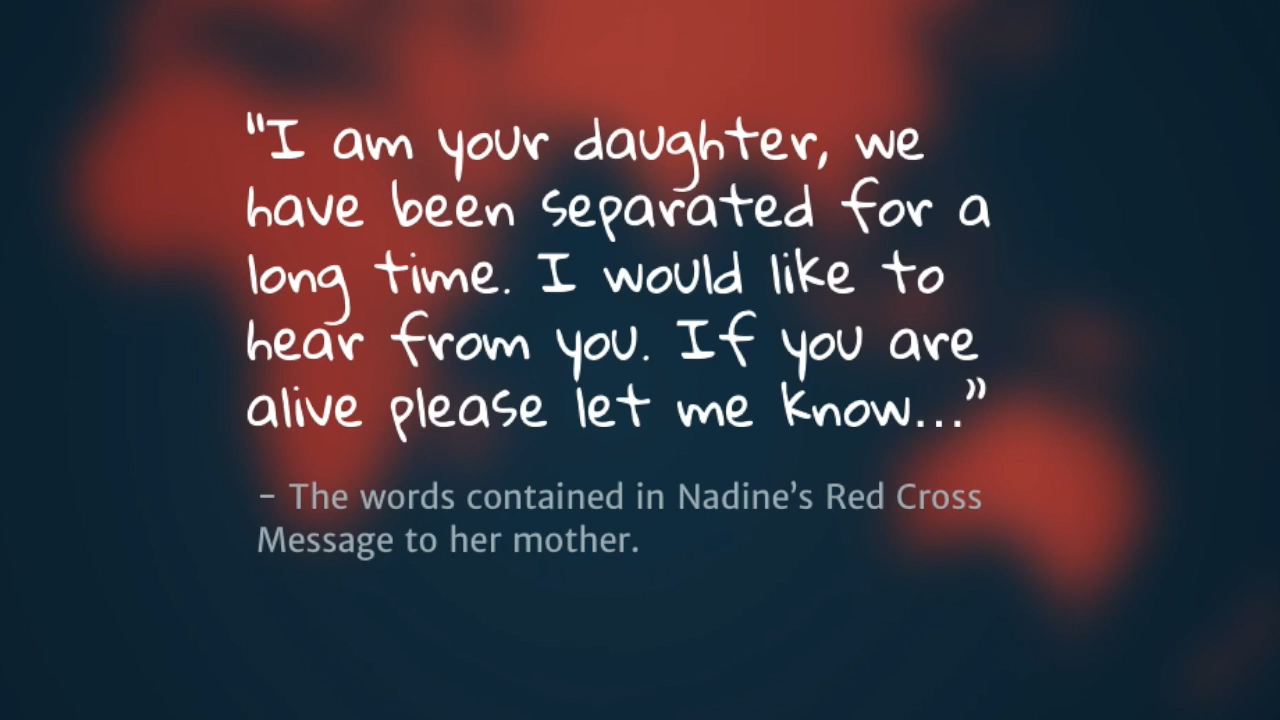 "I am your daughter, we
have been separated for a
long time. I would like to
hear from you. If you are
alive please let me know...”
– The words contained in Nadine’s Red Cross
Message to her mother.